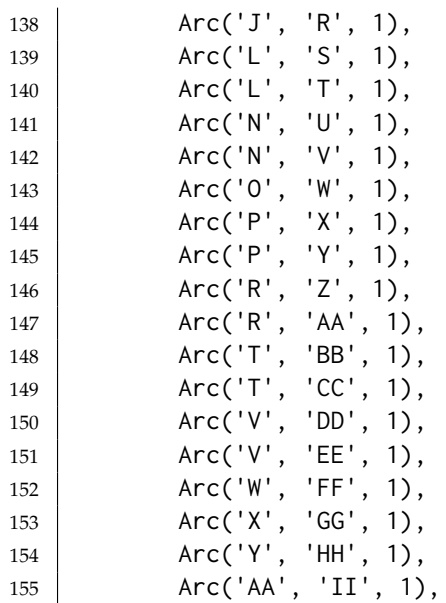 138 Arc('J', 'R', 1),
139 Arc('L', 'S', 1),
140 Arc('L', 'T', 1),
141 Arc('N', 'U', 1),
142 Arc('N', 'V', 1),
143 Arc('O', 'W', 1),
144 Arc('P', 'X', 1),
145 Arc('P', 'Y', 1),
146 Arc('R', 'Z', 1),
147 Arc('R', 'AA', 1),
148 Arc('T', 'BB', 1),
149 Arc('T', 'CC', 1),
150 Arc('V', 'DD', 1),
151 Arc('V', 'EE', 1),
152 Arc('W', 'FF', 1),
153 Arc('X', 'GG', 1),
154 Arc('Y', 'HH', 1),
155 Arc('AA', 'II', 1),